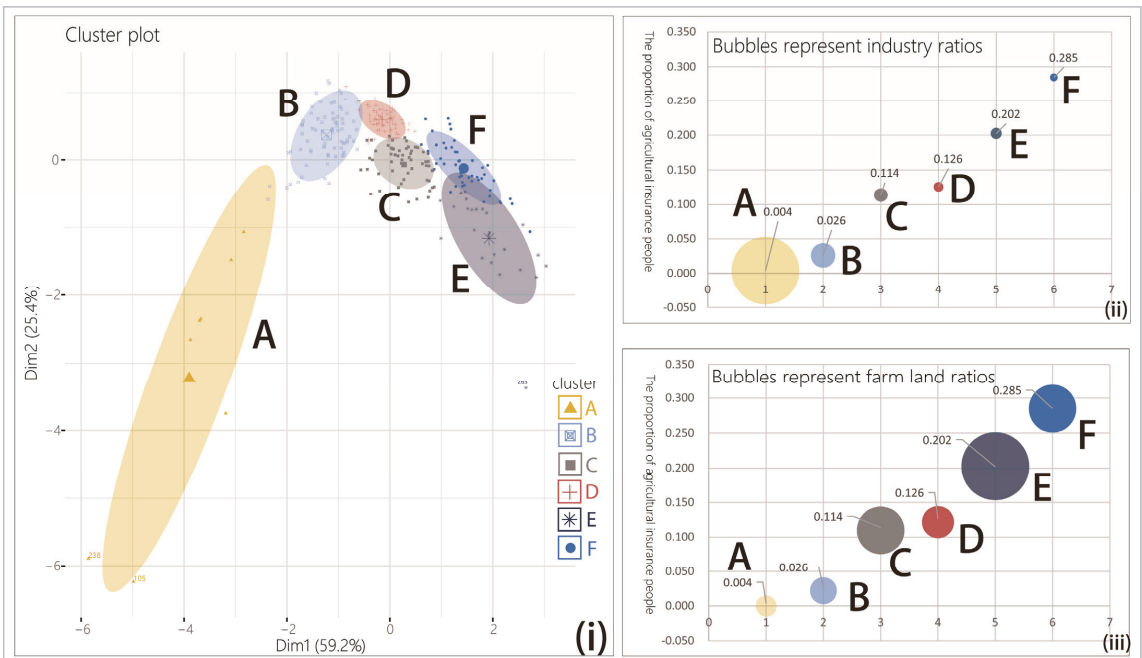 Cluster plot
B
D
F
C
E
A
0
−2
−4
−6
Dim2 (25.4%)
−6
−4
−2
0
2
Dim1 (59.2%)
(i)
cluster
A
B
C
D
E
F
238
105
Bubbles represent industry ratios
The proportion of agricultural insurance people
0.350
0.300
0.250
0.200
0.150
0.100
0.050
0.000
-0.050
0
1
2
3
4
5
6
7
A
0.004
0.026
B
0.114
C
0.126
D
0.202
E
0.285
F
(ii)
Bubbles represent farm land ratios
The proportion of agricultural insurance people
0.350
0.300
0.250
0.200
0.150
0.100
0.050
0.000
-0.050
0
1
2
3
4
5
6
7
A
0.004
0.026
B
0.114
C
0.126
D
0.202
E
0.285
F
(iii)